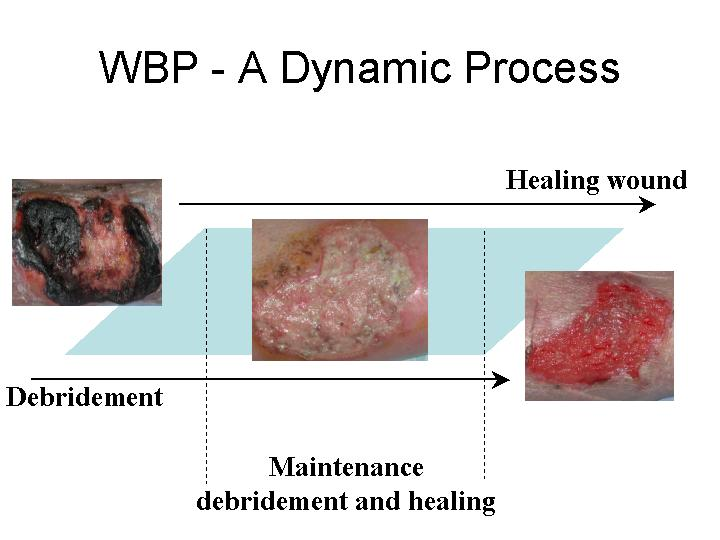 WBP - A Dynamic Process
Healing wound
Debridement
Maintenance
debridement and healing